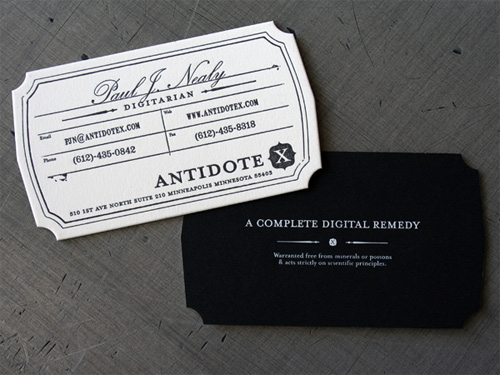 Paul J. Nealy
DIGITARIAN
Email PJN@ANTIDOTEX.COM
Web WWW.ANTIDOTEX.COM
Phone (612)-435-0842
Fax (612)-435-8318
ANTIDOTE X
510 1ST AVE NORTH SUITE 210 MINNEAPOLIS MINNESOTA 55403
A COMPLETE DIGITAL REMEDY
X
Warranted free from minerals or poisons
& acts strictly on scientific principles.